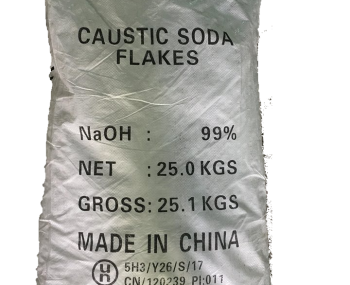 CAUSTIC SODA
FLAKES
NaOH : 99%
NET : 25.0 KGS
GROSS: 25.1 KGS
MADE IN CHINA
5H3/Y26/S/17
CN/120239 PI:011